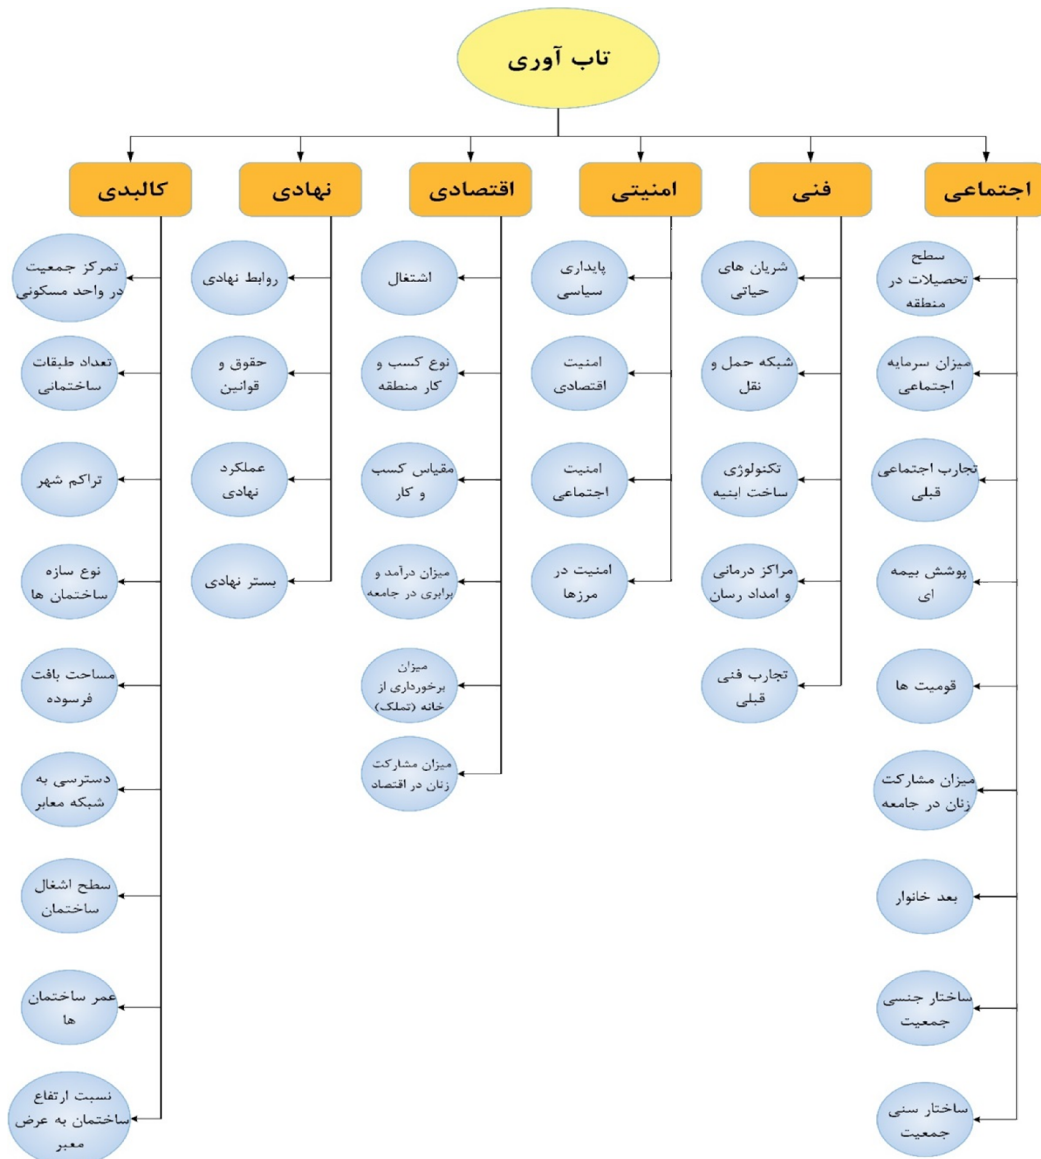 تاب آوری
اجتماعی
فنی
امنیتی
اقتصادی
نهادی
کالبدی
سطح
تحصیلات در
منطقه
میزان سرمایه
اجتماعی
تجارب اجتماعی
قبلی
پوشش بیمه
ای
قومیت ها
میزان مشارکت
زنان در جامعه
بعد خانوار
ساختار جنسی
جمعیت
ساختار سنی
جمعیت
شریان های
حیاتی
شبکه حمل و
نقل
تکنولوژی
ساخت ابنیه
مراکز درمانی
و امداد رسان
تجارب فنی
قبلی
پایداری
سیاسی
امنیت
اقتصادی
امنیت
اجتماعی
امنیت در
مرزها
اشتغال
نوع کسب و
کار منطقه
مقیاس کسب
و کار
میزان درآمد و
برابری در جامعه
میزان
برخورداری از
خانه (تملک)
میزان مشارکت
زنان در اقتصاد
روابط نهادی
حقوق و
قوانین
عملکرد
نهادی
بستر نهادی
تمرکز جمعیت
در واحد مسکونی
تعداد طبقات
ساختمانی
تراکم شهر
نوع سازه
ساختمان ها
مساحت بافت
فرسوده
دسترسی به
شبکه معابر
سطح اشغال
ساختمان
عمر ساختمان
ها
نسبت ارتفاع
ساختمان به عرض
معبر